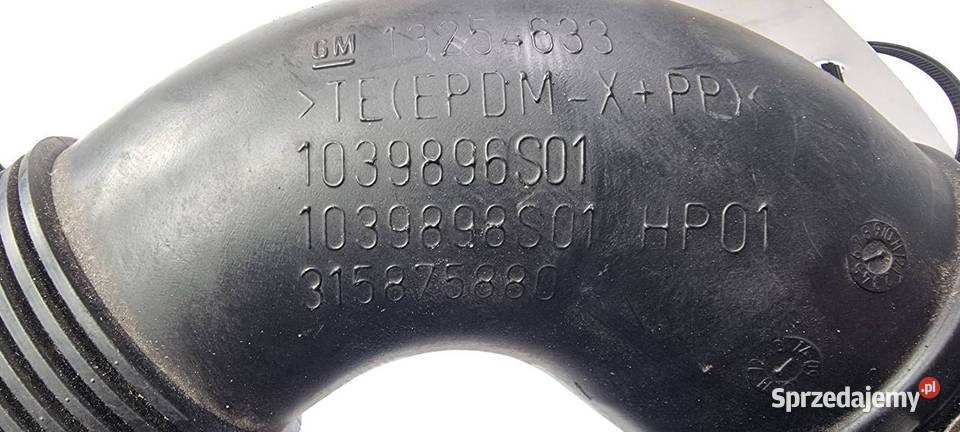 GM 1325-633
>TE(EPDM-X+PP)<
1039896S01
1039898S01 HP01
315875880
Sprzedajemy.pl